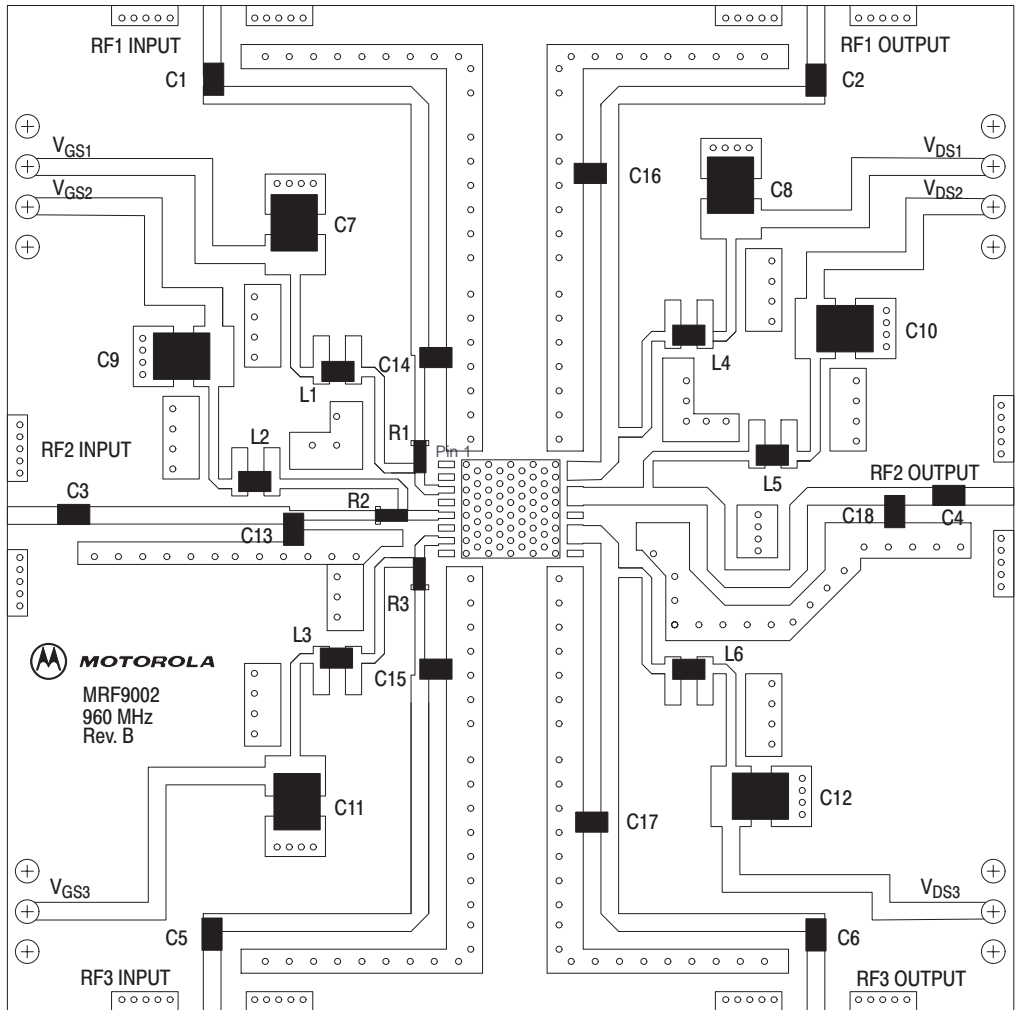 RF1 INPUT
RF1 OUTPUT
C1
C2
VGS1
VDS1
C16
C8
VGS2
VDS2
C7
C10
C9
C14
L4
L1
R1
Pin 1
RF2 INPUT
L2
L5
RF2 OUTPUT
C3
R2
C13
C18
C4
R3
L3
L6
MOTOROLA
C15
MRF9002
960 MHz
Rev. B
C11
C12
C17
VGS3
VDS3
C5
C6
RF3 INPUT
RF3 OUTPUT